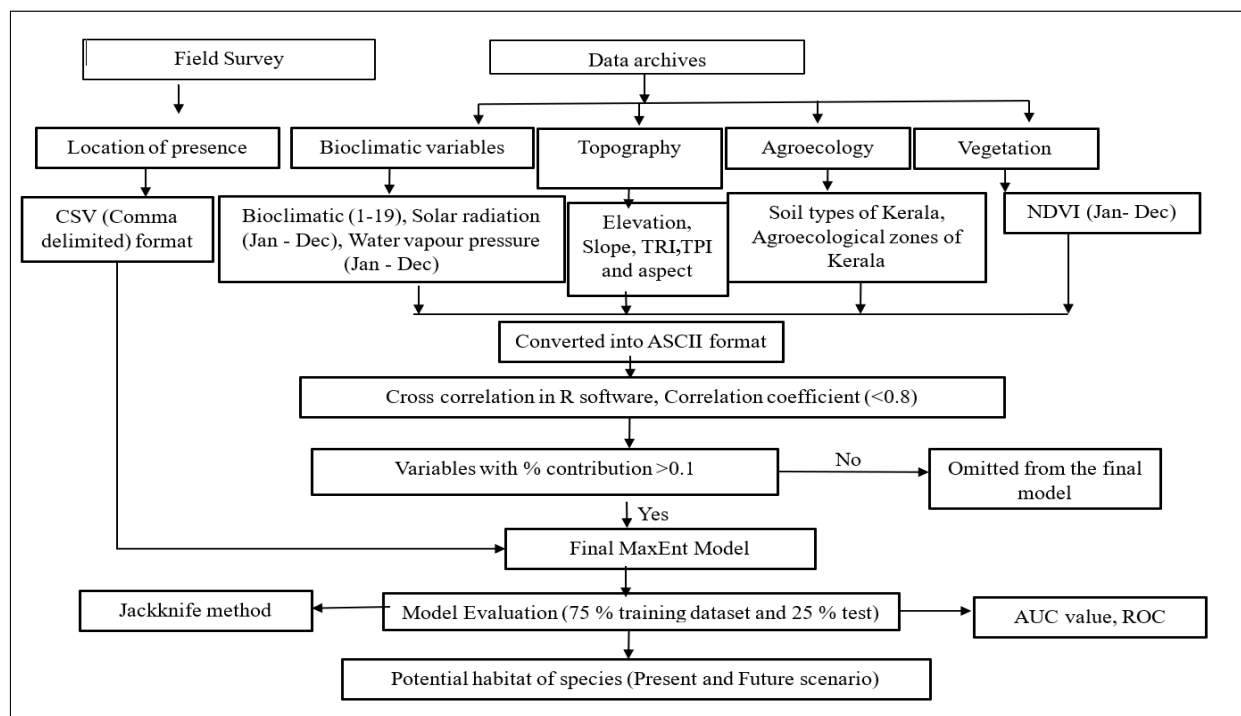 Field Survey
Data archives
Location of presence
Bioclimatic variables
Topography
Agroecology
Vegetation
CSV (Comma
delimited) format
Bioclimatic (1-19), Solar radiation
(Jan - Dec), Water vapour pressure
(Jan - Dec)
Elevation,
Slope, TRI,TPI
and aspect
Soil types of Kerala,
Agroecological zones of
Kerala
NDVI (Jan- Dec)
Converted into ASCII format
Cross correlation in R software, Correlation coefficient (<0.8)
Variables with % contribution >0.1
No
Omitted from the final
model
Yes
Final MaxEnt Model
Jackknife method
Model Evaluation (75 % training dataset and 25 % test)
AUC value, ROC
Potential habitat of species (Present and Future scenario)